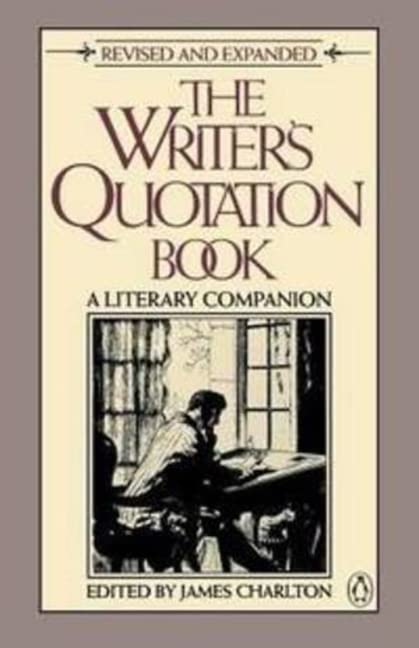 REVISED AND EXPANDED
THE
WRITER'S
QUOTATION
BOOK
A LITERARY COMPANION
EDITED BY JAMES CHARLTON